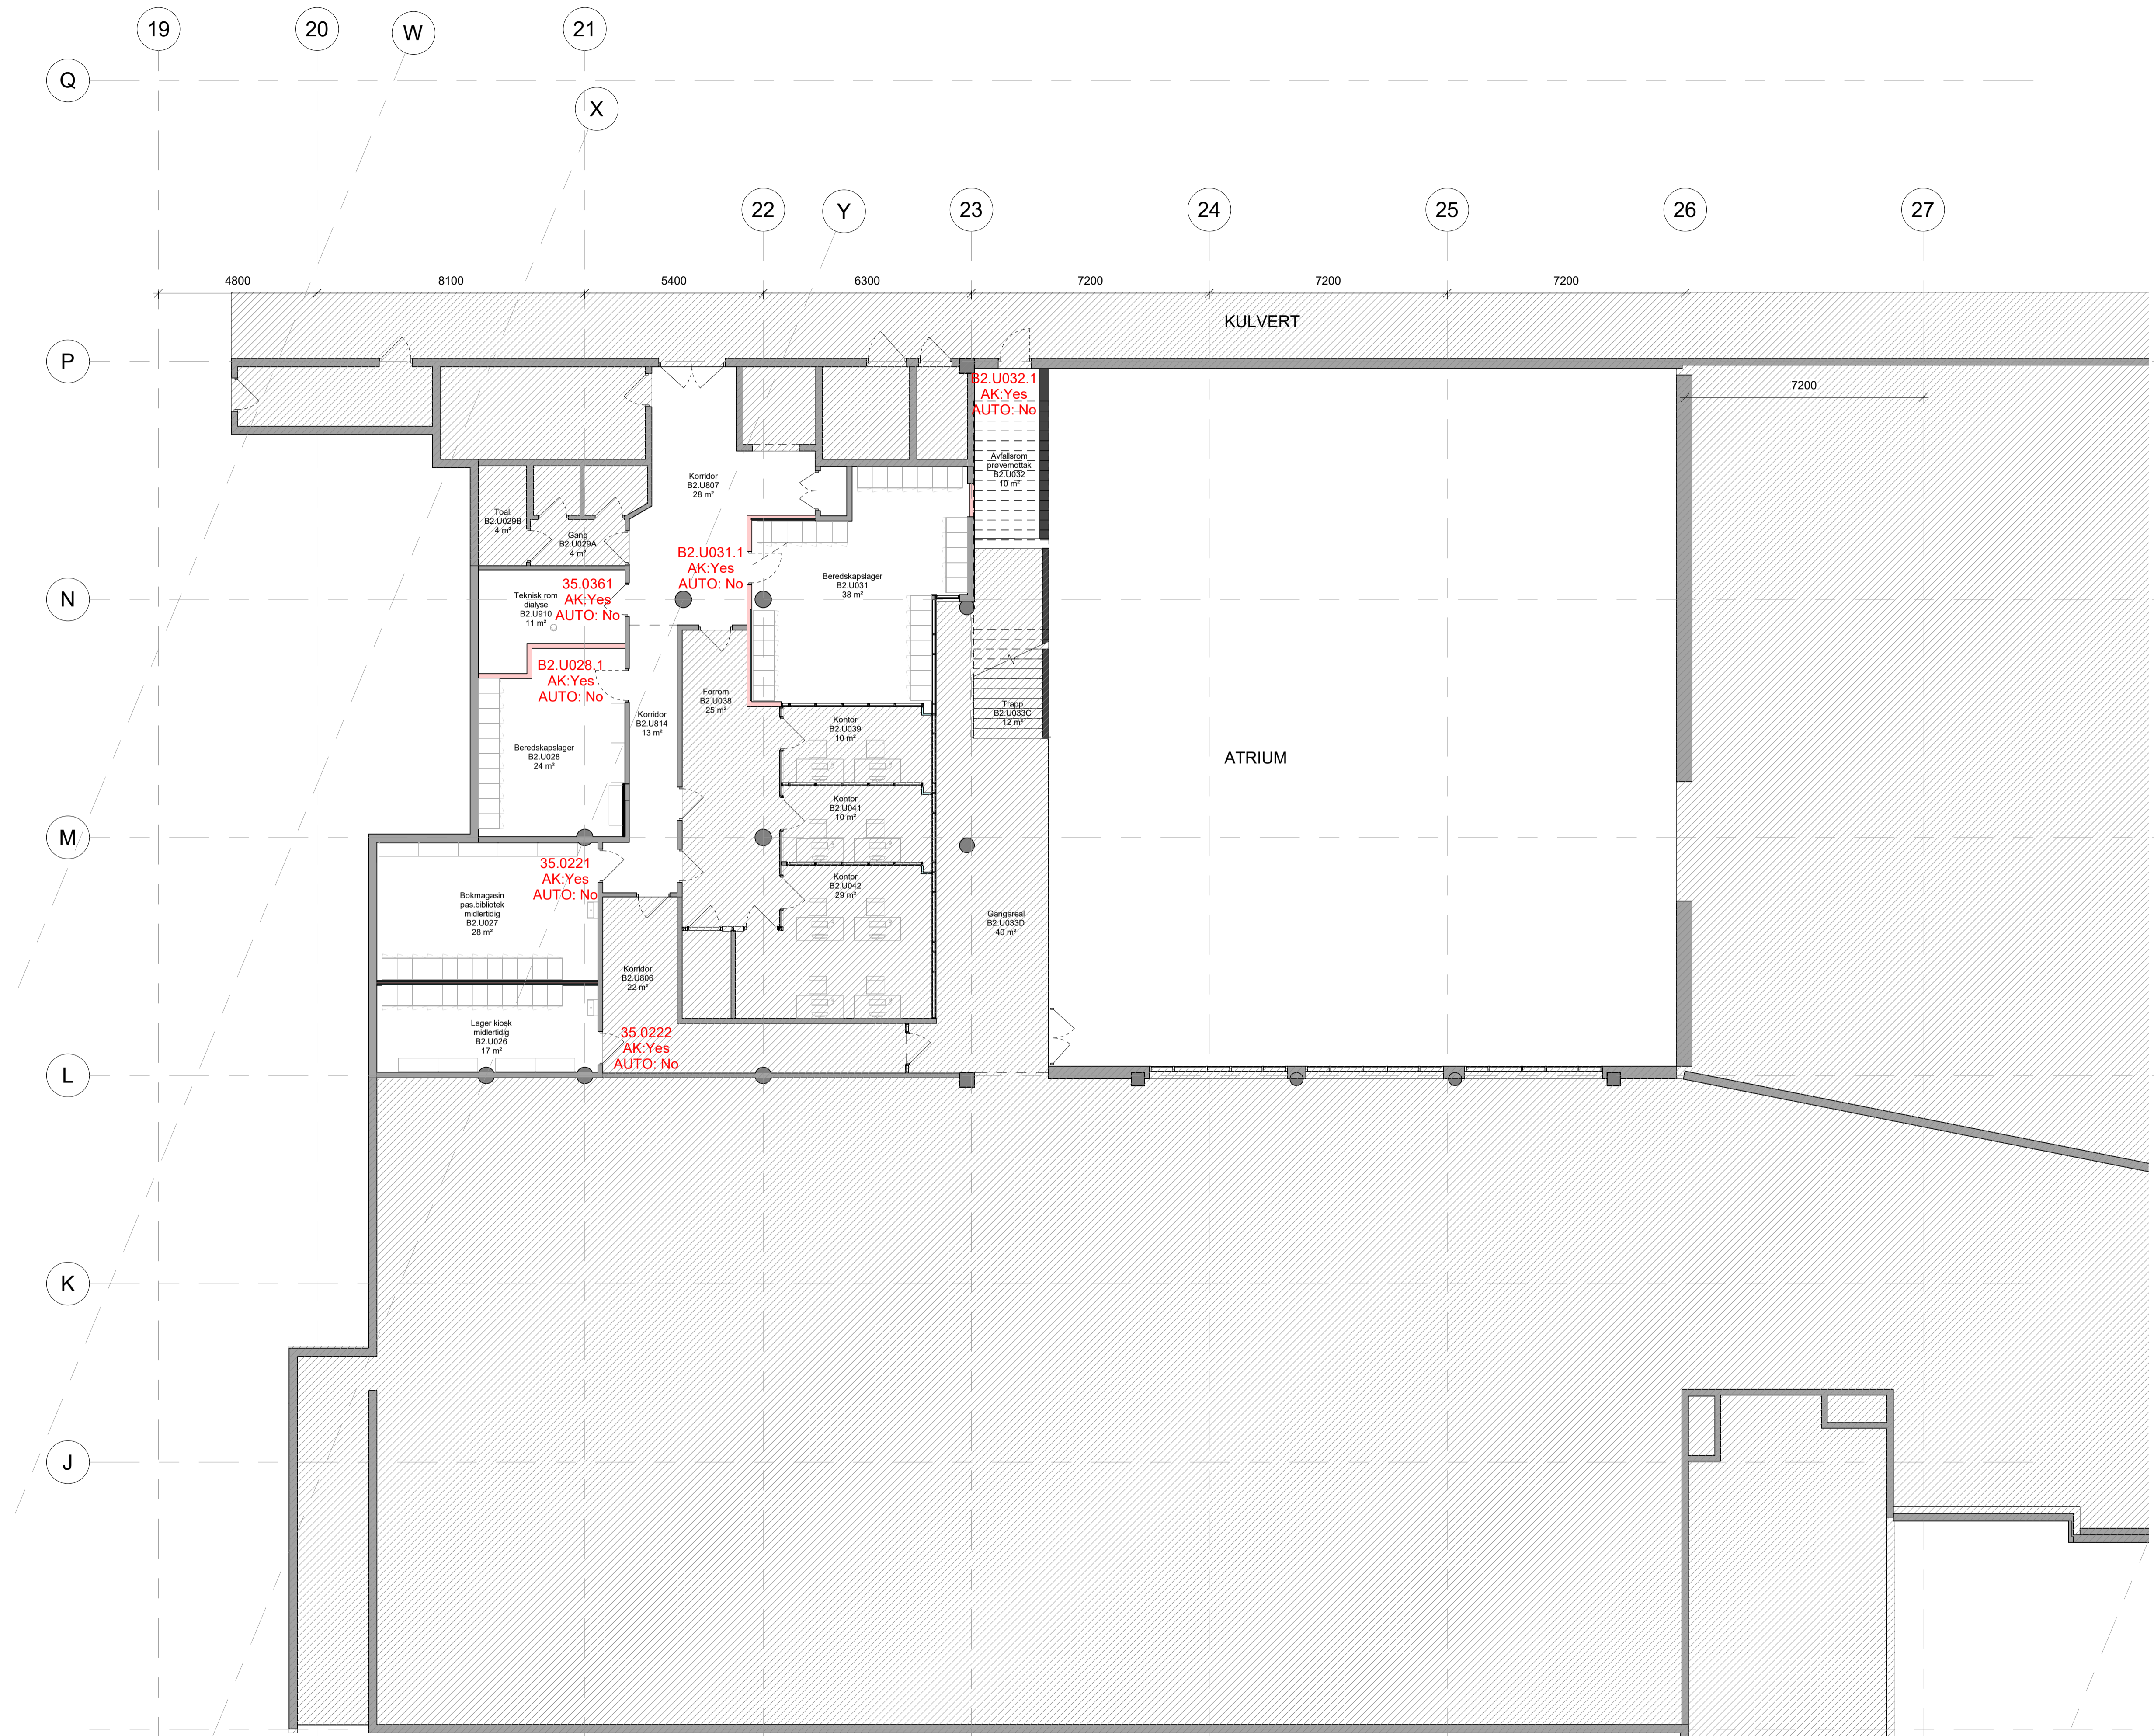 19
20
W
21
Q
X
22
Y
23
24
25
26
27
4800
8100
5400
6300
7200
7200
7200
KULVERT
P
7200
B2.U032.1
AK:Yes
AUTO: No
Avfallsrom
prøvemottak
B2.U032
10 m²
Korridor
B2.U807
28 m²
Toal.
B2.U029B
4 m²
Gang
B2.U029A
4 m²
B2.U031.1
AK:Yes
AUTO: No
Beredskapslager
B2.U031
38 m²
N
35.0361
AK:Yes
AUTO: No
Teknisk rom
dialyse
B2.U910
11 m²
B2.U028.1
AK:Yes
AUTO: No
Forrom
B2.U038
25 m²
Korridor
B2.U814
13 m²
Trapp
B2.U033C
12 m²
Kontor
B2.U039
10 m²
Beredskapslager
B2.U028
24 m²
ATRIUM
Kontor
B2.U041
10 m²
M
35.0221
AK:Yes
AUTO: No
Kontor
B2.U042
29 m²
Bokmagasin
pas.bibliotek
midlertidig
B2.U027
28 m²
Gangareal
B2.U033D
40 m²
Korridor
B2.U806
22 m²
Lager kiosk
midlertidig
B2.U026
17 m²
35.0222
AK:Yes
AUTO: No
L
K
J